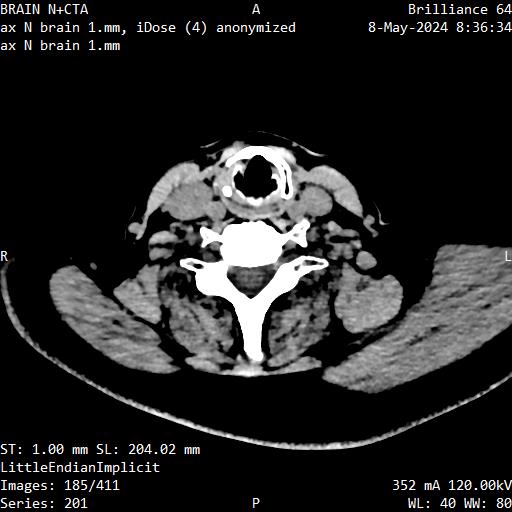 BRAIN N+CTA
A
Brilliance 64
ax N brain 1.mm, iDose (4) anonymized
8-May-2024 8:36:34
ax N brain 1.mm
R
L
ST: 1.00 mm SL: 204.02 mm
LittleEndianImplicit
Images: 185/411
352 mA 120.00kV
Series: 201
P
WL: 40 WW: 80